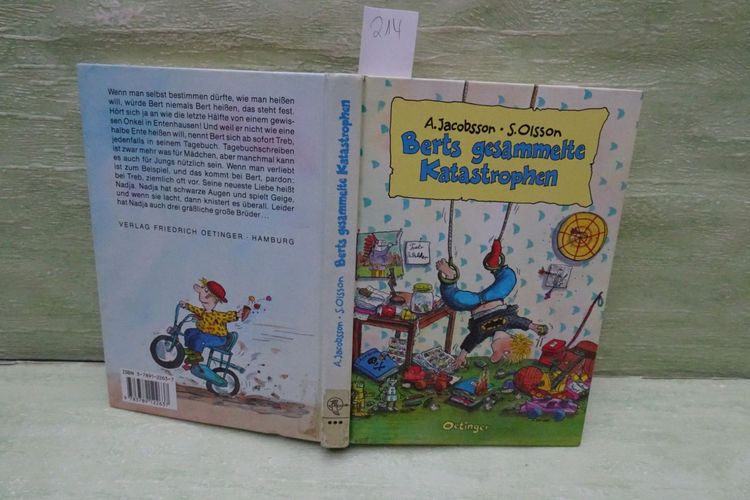 214
Wenn man selbst bestimmen dürfte, wie man heißen
will, würde Bert niemals Bert heißen, das steht fest.
Hört sich ja an wie die letzte Hälfte von einem gewis-
sen Onkel in Entenhausen! Und weil er nicht wie eine
halbe Ente heißen will, nennt Bert sich ab sofort Treb,
jedenfalls in seinem Tagebuch. Tagebuchschreiben
ist zwar mehr was für Mädchen, aber manchmal kann
es auch für Jungs nützlich sein. Wenn man verliebt
ist zum Beispiel, und das kommt bei Bert, pardon:
bei Treb, ziemlich oft vor. Seine neueste Liebe heißt
Nadja. Nadja hat schwarze Augen und spielt Geige,
und wenn sie lacht, dann knistert es überall. Leider
hat Nadja auch drei gräßliche große Brüder...
VERLAG FRIEDRICH OETINGER · HAMBURG
ISBN 3-7891-2263-7
A. Jacobsson · S. Olsson Berts gesammelte Katastrophen
A. Jacobsson · S. Olsson
Berts gesammelte
Katastrophen
Oetinger